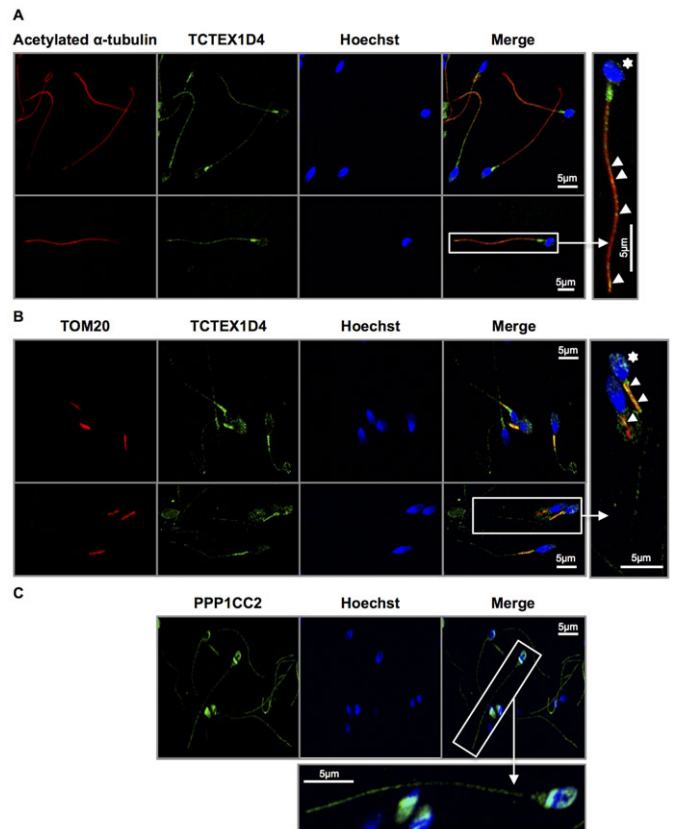 A
Acetylated α-tubulin TCTEX1D4 Hoechst Merge
5µm
5µm
5µm
B
TOM20 TCTEX1D4 Hoechst Merge
5µm
5µm
5µm
C
PPP1CC2 Hoechst Merge
5µm
5µm